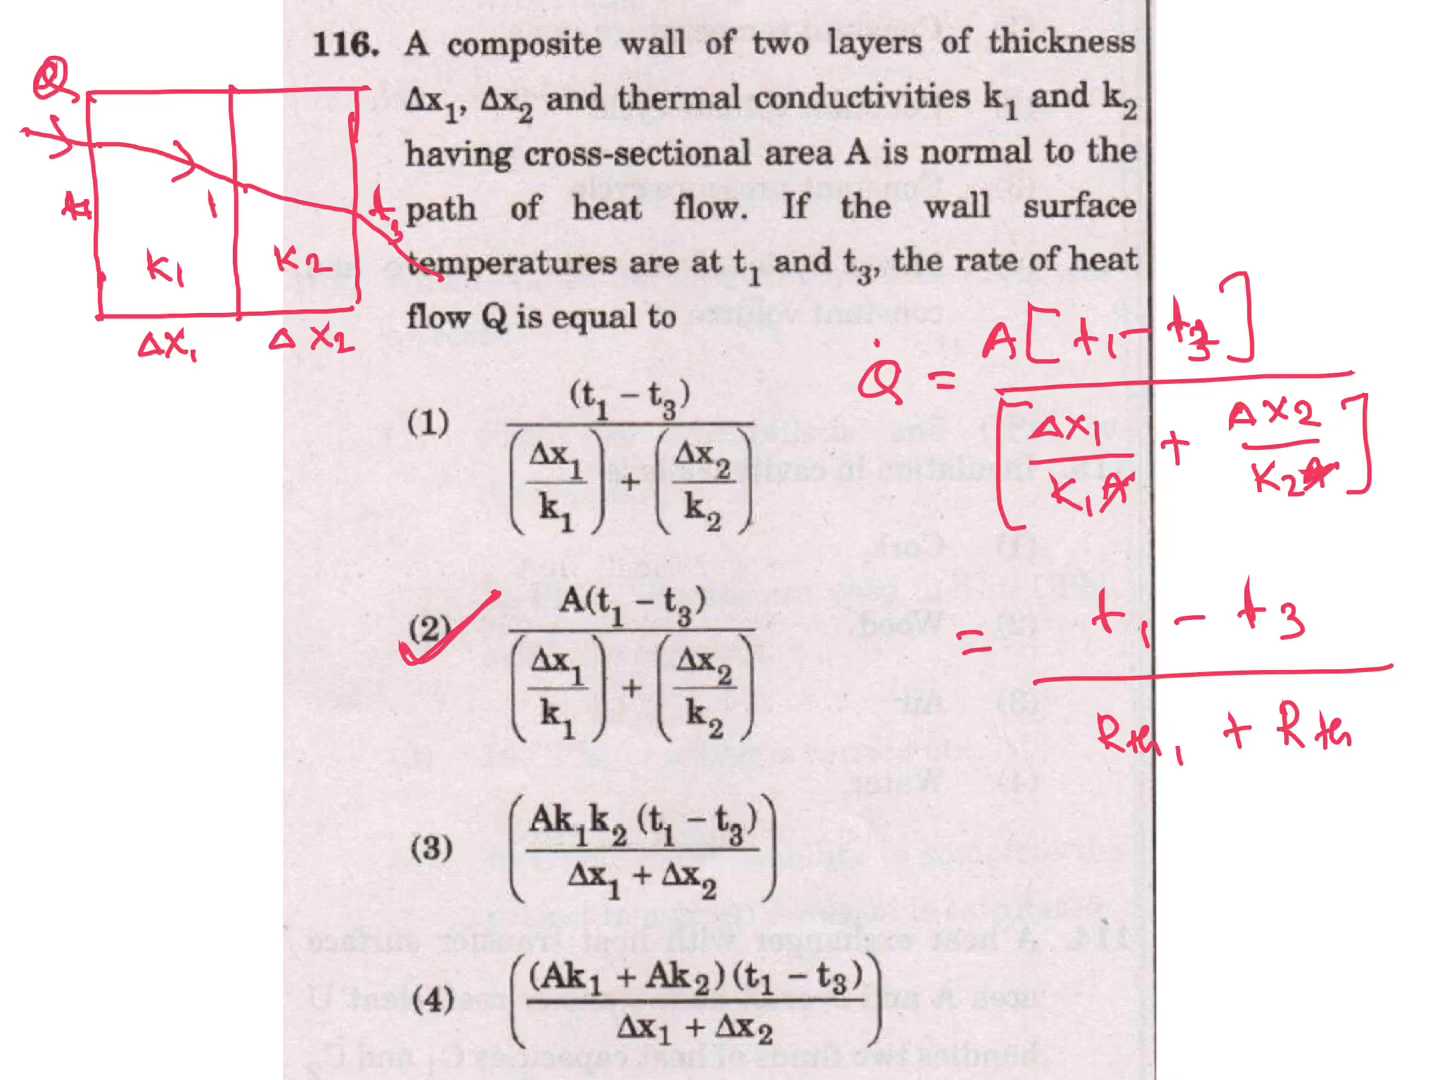 116. A composite wall of two layers of thickness
Δx₁, Δx₂ and thermal conductivities k₁ and k₂
having cross-sectional area A is normal to the
path of heat flow. If the wall surface
temperatures are at t₁ and t₃, the rate of heat
flow Q is equal to
(1) (t₁ – t₃) / ((Δx₁/k₁) + (Δx₂/k₂))
(2) A(t₁ – t₃) / ((Δx₁/k₁) + (Δx₂/k₂))
(3) (Ak₁k₂ (t₁ – t₃) / Δx₁ + Δx₂)
(4) ((Ak₁ + Ak₂) (t₁ – t₃) / Δx₁ + Δx₂)
Q
t₃
K₁ K₂
Δx₁ Δx₂
Q̇ = A[t₁ – t₃] / [Δx₁/K₁A + Δx₂/K₂A]
= t₁ – t₃ / Rth₁ + Rth